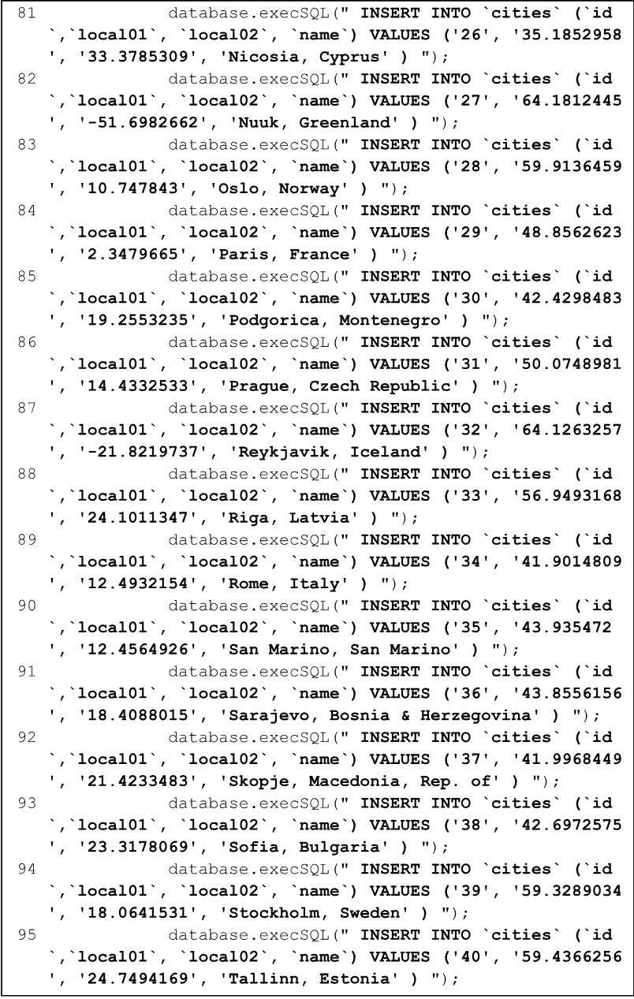 81 database.execSQL(" INSERT INTO `cities` (`id
`,`local01`, `local02`, `name`) VALUES ('26', '35.1852958
', '33.3785309', 'Nicosia, Cyprus' ) ");
82 database.execSQL(" INSERT INTO `cities` (`id
`,`local01`, `local02`, `name`) VALUES ('27', '64.1812445
', '-51.6982662', 'Nuuk, Greenland' ) ");
83 database.execSQL(" INSERT INTO `cities` (`id
`,`local01`, `local02`, `name`) VALUES ('28', '59.9136459
', '10.747843', 'Oslo, Norway' ) ");
84 database.execSQL(" INSERT INTO `cities` (`id
`,`local01`, `local02`, `name`) VALUES ('29', '48.8562623
', '2.3479665', 'Paris, France' ) ");
85 database.execSQL(" INSERT INTO `cities` (`id
`,`local01`, `local02`, `name`) VALUES ('30', '42.4298483
', '19.2553235', 'Podgorica, Montenegro' ) ");
86 database.execSQL(" INSERT INTO `cities` (`id
`,`local01`, `local02`, `name`) VALUES ('31', '50.0748981
', '14.4332533', 'Prague, Czech Republic' ) ");
87 database.execSQL(" INSERT INTO `cities` (`id
`,`local01`, `local02`, `name`) VALUES ('32', '64.1263257
', '-21.8219737', 'Reykjavik, Iceland' ) ");
88 database.execSQL(" INSERT INTO `cities` (`id
`,`local01`, `local02`, `name`) VALUES ('33', '56.9493168
', '24.1011347', 'Riga, Latvia' ) ");
89 database.execSQL(" INSERT INTO `cities` (`id
`,`local01`, `local02`, `name`) VALUES ('34', '41.9014809
', '12.4932154', 'Rome, Italy' ) ");
90 database.execSQL(" INSERT INTO `cities` (`id
`,`local01`, `local02`, `name`) VALUES ('35', '43.935472
', '12.4564926', 'San Marino, San Marino' ) ");
91 database.execSQL(" INSERT INTO `cities` (`id
`,`local01`, `local02`, `name`) VALUES ('36', '43.8556156
', '18.4088015', 'Sarajevo, Bosnia & Herzegovina' ) ");
92 database.execSQL(" INSERT INTO `cities` (`id
`,`local01`, `local02`, `name`) VALUES ('37', '41.9968449
', '21.4233483', 'Skopje, Macedonia, Rep. of' ) ");
93 database.execSQL(" INSERT INTO `cities` (`id
`,`local01`, `local02`, `name`) VALUES ('38', '42.6972575
', '23.3178069', 'Sofia, Bulgaria' ) ");
94 database.execSQL(" INSERT INTO `cities` (`id
`,`local01`, `local02`, `name`) VALUES ('39', '59.3289034
', '18.0641531', 'Stockholm, Sweden' ) ");
95 database.execSQL(" INSERT INTO `cities` (`id
`,`local01`, `local02`, `name`) VALUES ('40', '59.4366256
', '24.7494169', 'Tallinn, Estonia' ) ");